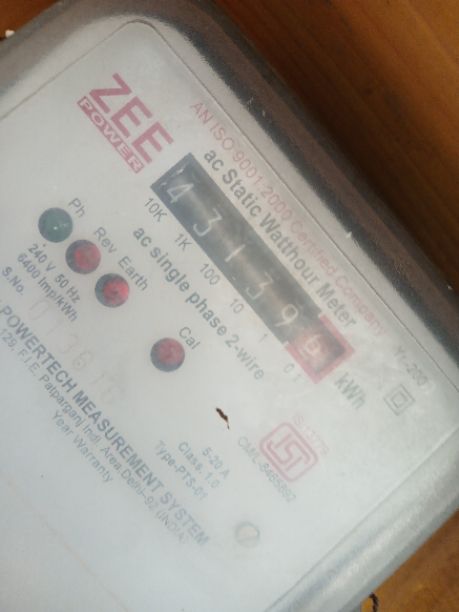 ZEE
POWER
AN ISO-9001:2000 Certified Company
ac Static Watthour Meter
4 3 1 3 9
kWh
10K 1K 100 10 1 0.1
ac single phase 2-wire
Ph Rev Earth
Cal
240 V 50 Hz
6400 Imp/kWh
S.No.
POWERTECH MEASUREMENT SYSTEM
129, F.I.E. Patparganj Indl. Area Delhi-92 (INDIA)
Year Warranty
5-20 A
Class. 1.0
Type-PTS-01